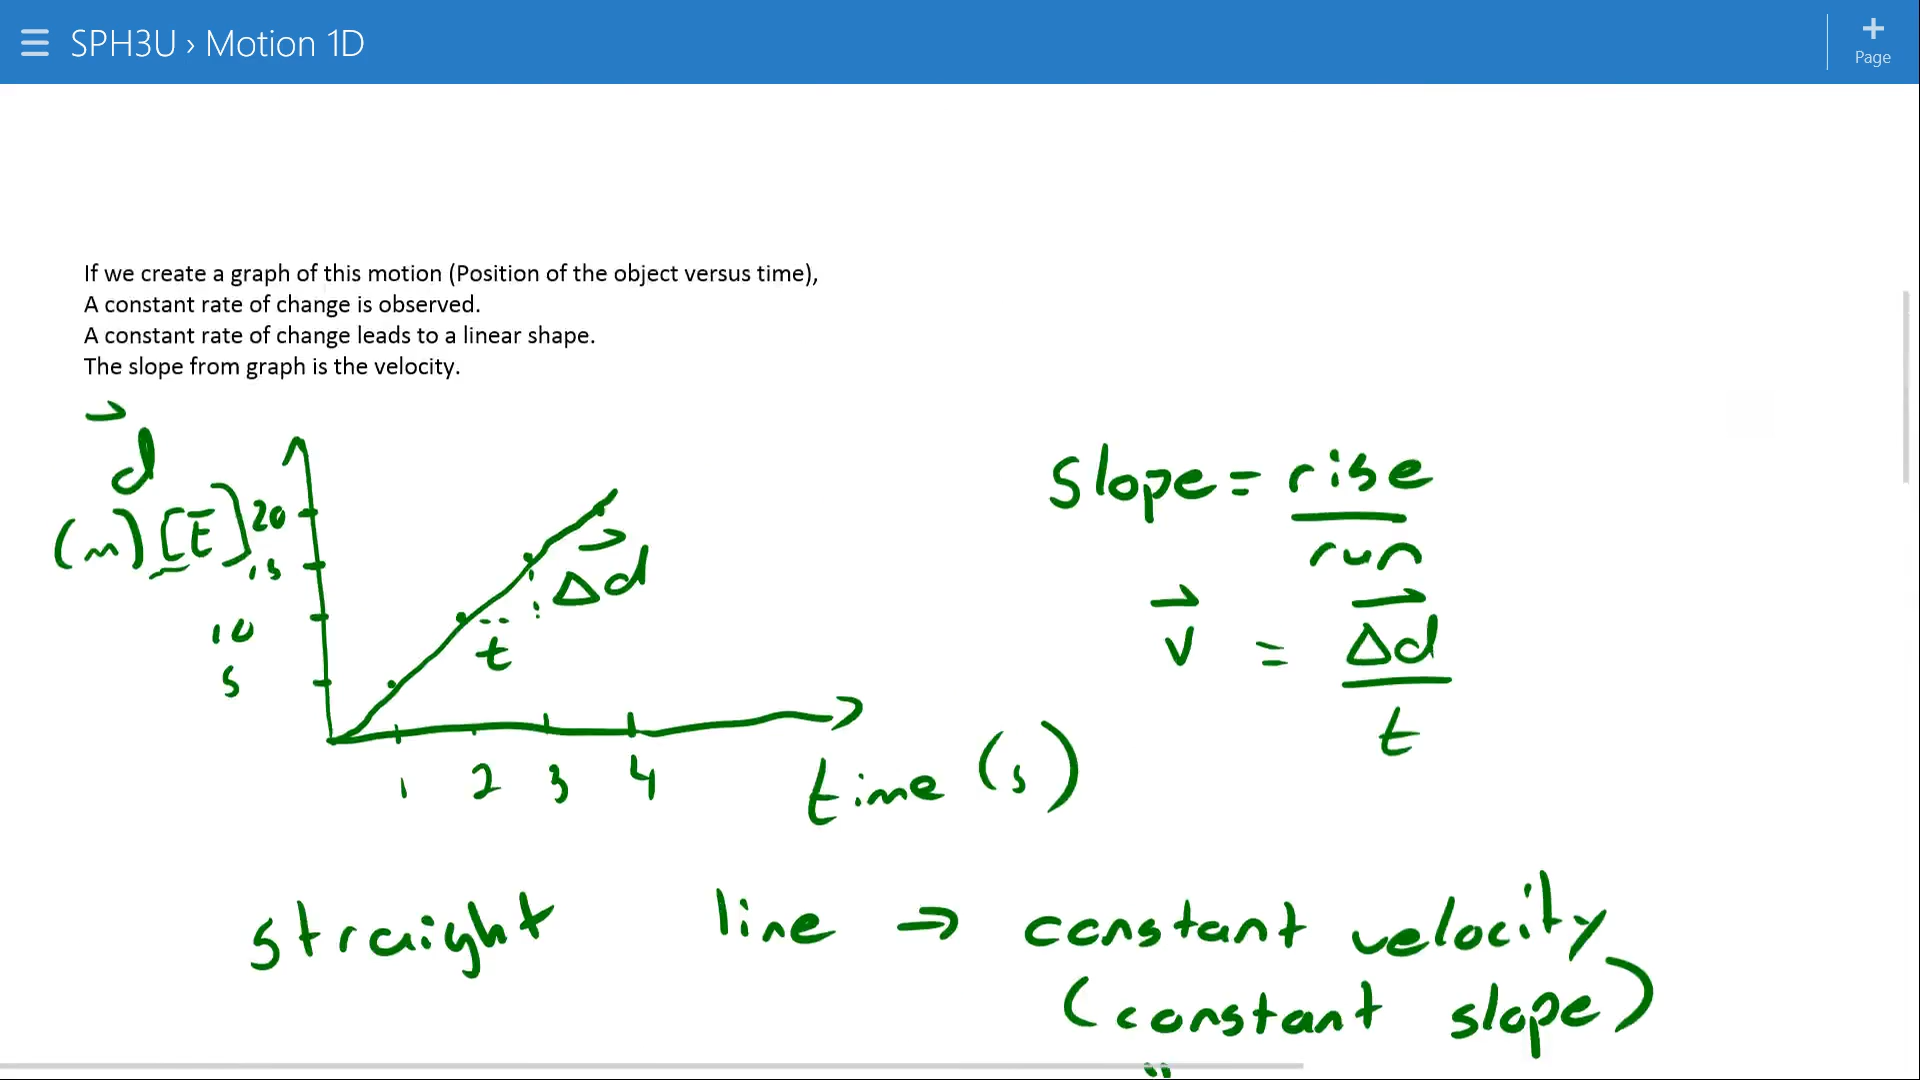 SPH3U › Motion 1D
+
Page
If we create a graph of this motion (Position of the object versus time),
A constant rate of change is observed.
A constant rate of change leads to a linear shape.
The slope from graph is the velocity.
d
(m) [E]
20
15
10
5
Δd
t
1 2 3 4
time (s)
slope = rise
run
v = Δd
t
straight line → constant velocity
(constant slope)